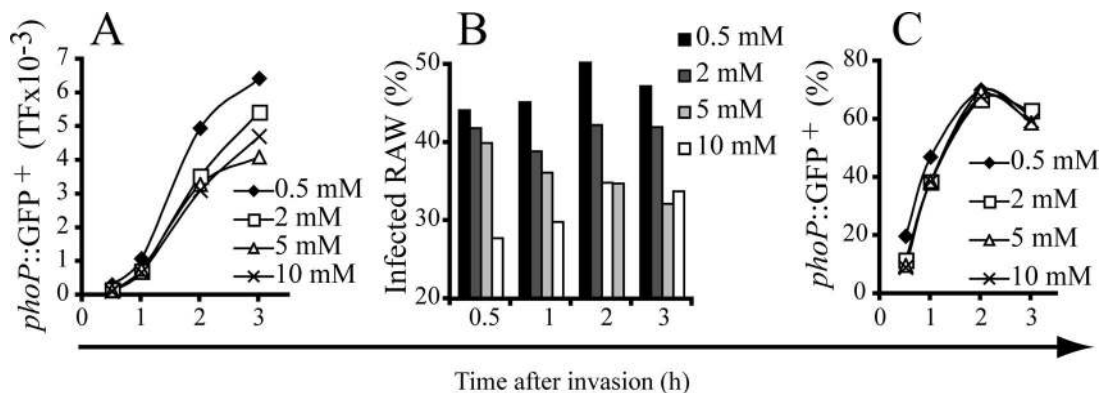 A
phoP::GFP+ (TFx10-3)
7
6
5
4
3
2
1
0
0.5 mM
2 mM
5 mM
10 mM
0 1 2 3
B
Infected RAW (%)
50
40
30
20
0.5 mM
2 mM
5 mM
10 mM
0.5 1 2 3
C
phoP::GFP+ (%)
80
60
40
20
0
0.5 mM
2 mM
5 mM
10 mM
0 1 2 3
Time after invasion (h)